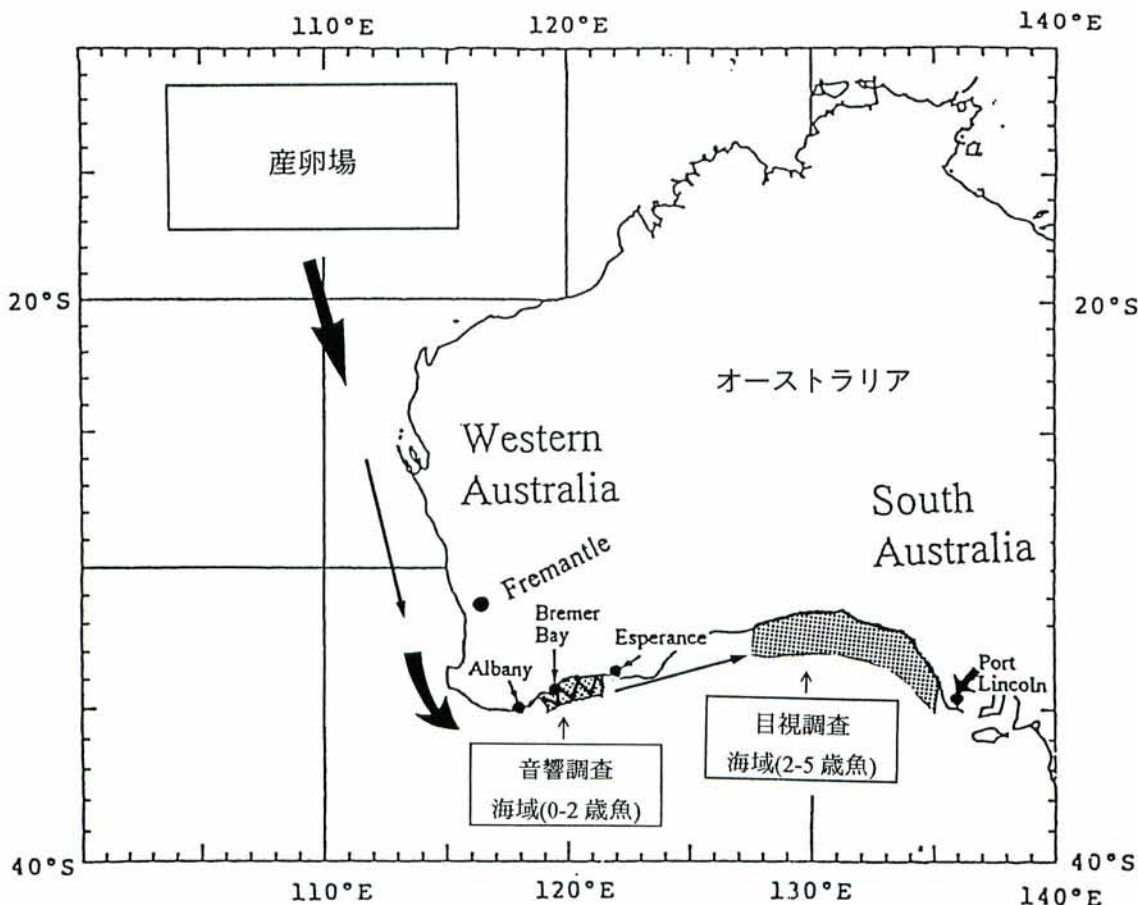 110°E
120°E
140°E
産卵場
20°S
20°S
オーストラリア
Western
Australia
South
Australia
Fremantle
Bremer
Bay
Esperance
Albany
Port
Lincoln
音響調査
海域(0-2 歳魚)
目視調査
海域(2-5 歳魚)
40°S
40°S
110°E
120°E
130°E
140°E